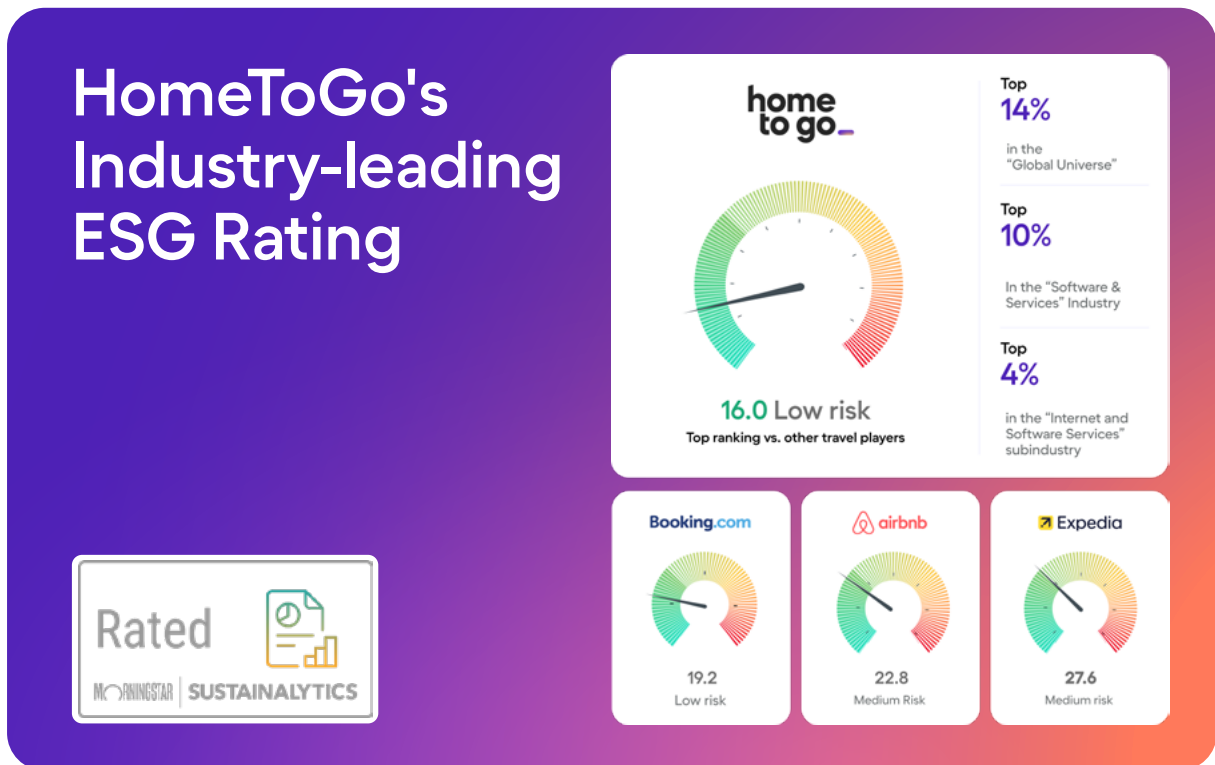 HomeToGo's
Industry-leading
ESG Rating
home
to go
16.0 Low risk
Top ranking vs. other travel players
Top
14%
in the
"Global Universe"
Top
10%
In the "Software &
Services" Industry
Top
4%
in the "Internet and
Software Services"
subindustry
Booking.com
19.2
Low risk
airbnb
22.8
Medium Risk
Expedia
27.6
Medium risk
Rated
MORNINGSTAR | SUSTAINALYTICS